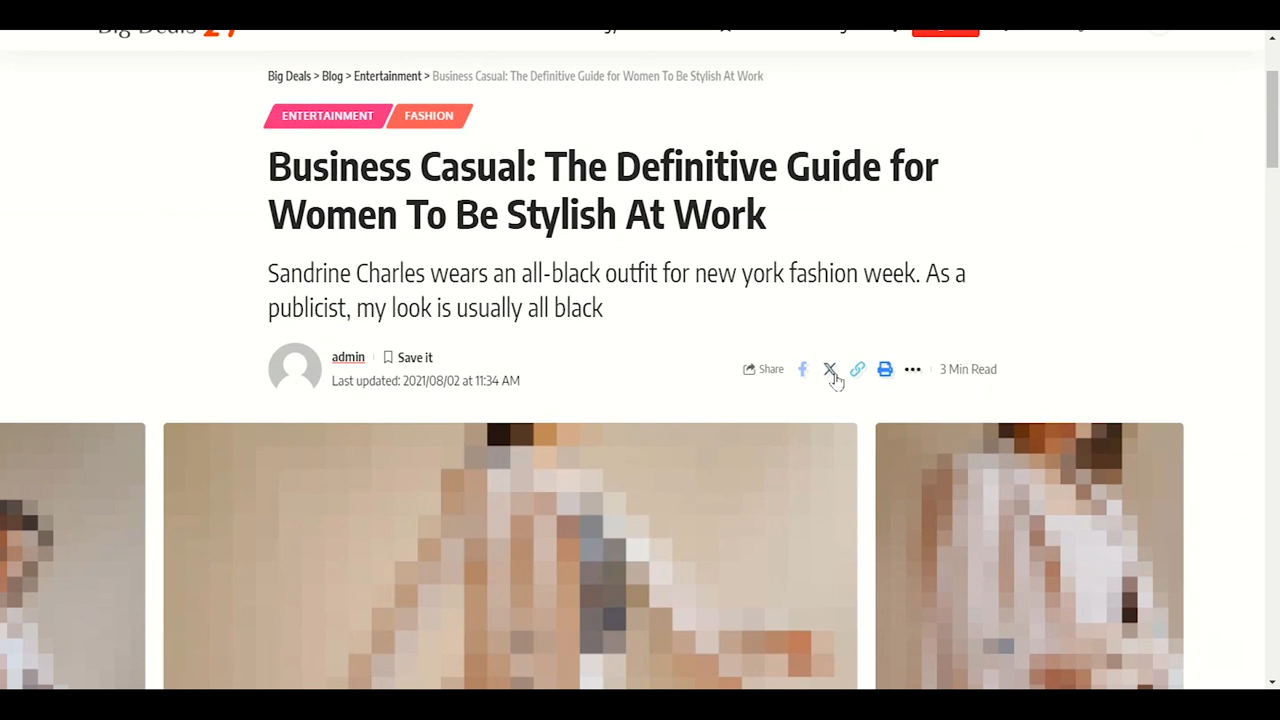 Big Deals 24
Big Deals > Blog > Entertainment > Business Casual: The Definitive Guide for Women To Be Stylish At Work
ENTERTAINMENT FASHION
Business Casual: The Definitive Guide for
Women To Be Stylish At Work
Sandrine Charles wears an all-black outfit for new york fashion week. As a
publicist, my look is usually all black
admin Save it
Last updated: 2021/08/02 at 11:34 AM
Share 3 Min Read